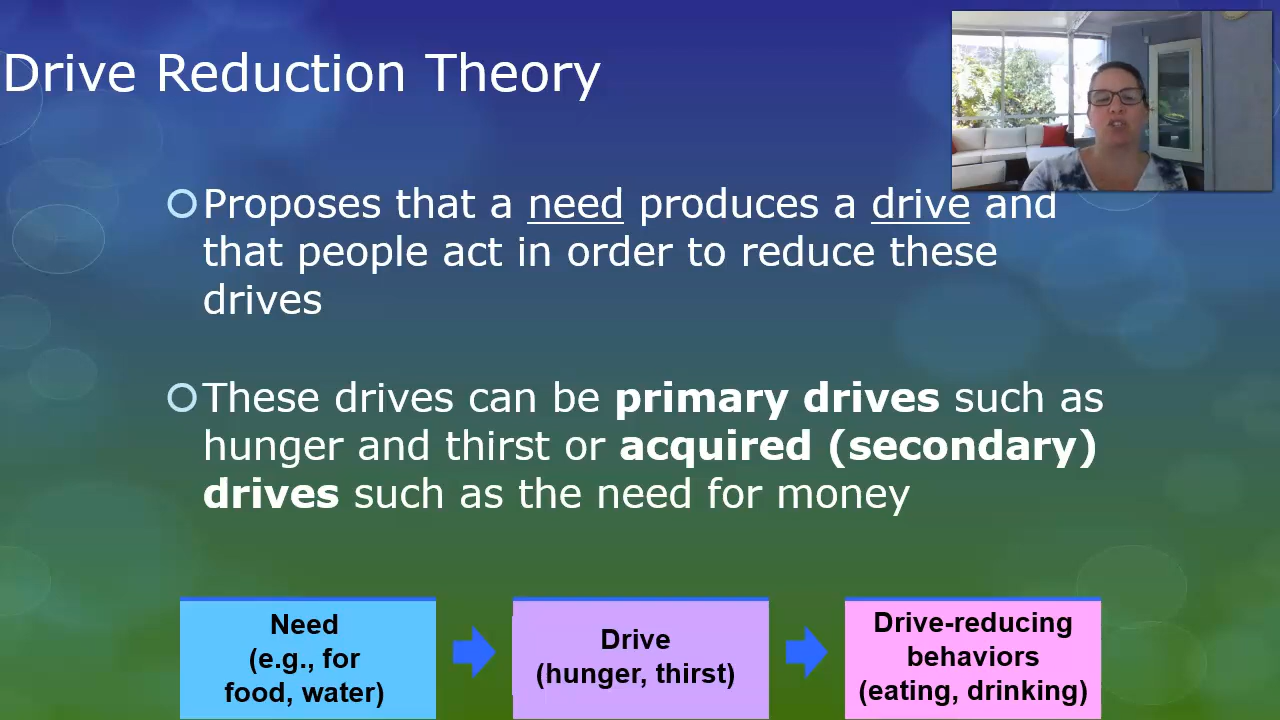 Drive Reduction Theory
Proposes that a need produces a drive and
that people act in order to reduce these
drives
These drives can be primary drives such as
hunger and thirst or acquired (secondary)
drives such as the need for money
Need
(e.g., for
food, water)
Drive
(hunger, thirst)
Drive-reducing
behaviors
(eating, drinking)